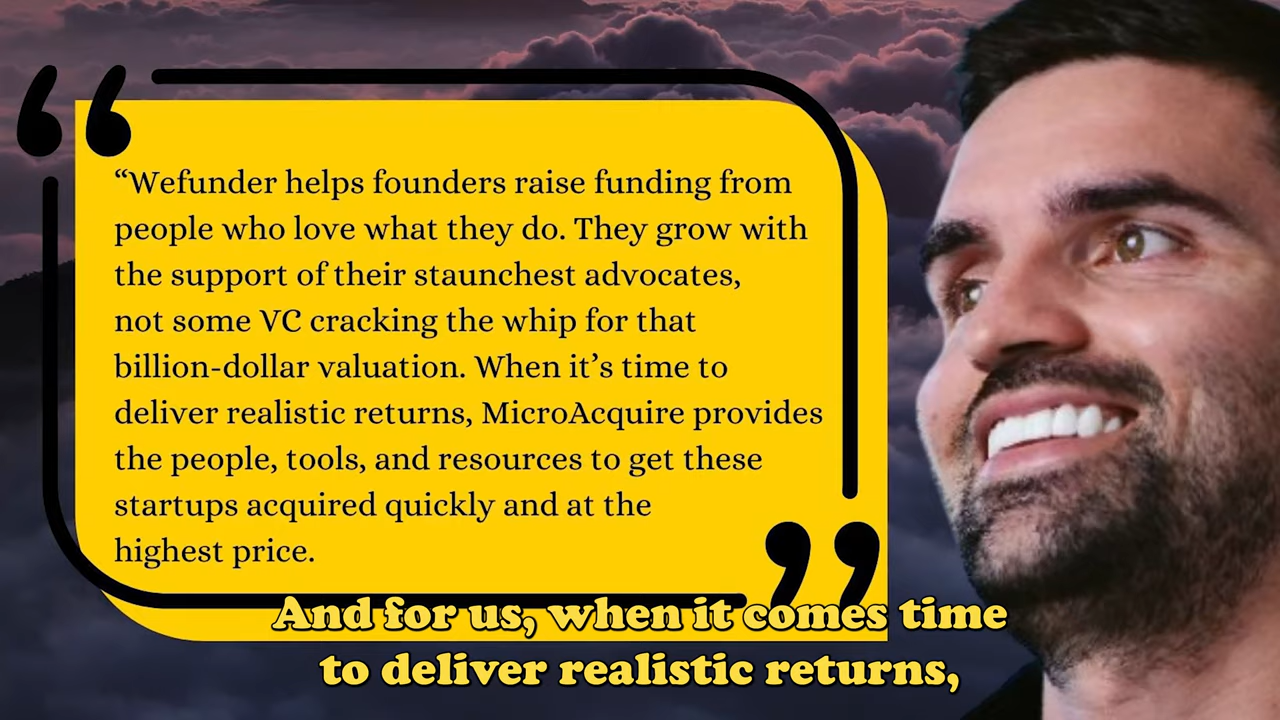 “Wefunder helps founders raise funding from
people who love what they do. They grow with
the support of their staunchest advocates,
not some VC cracking the whip for that
billion-dollar valuation. When it’s time to
deliver realistic returns, MicroAcquire provides
the people, tools, and resources to get these
startups acquired quickly and at the
highest price.
And for us, when it comes time
to deliver realistic returns,